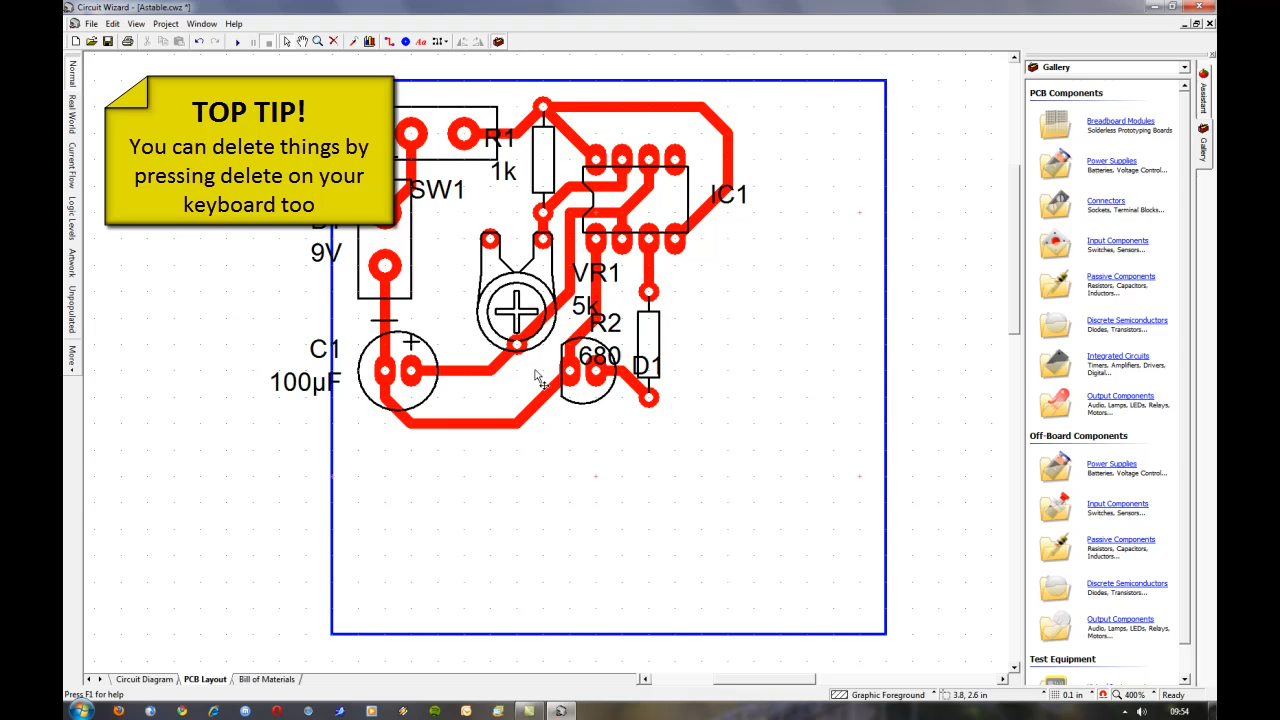 Circuit Wizard - [Astable.cwz *]
File Edit View Project Window Help
Aa
Gallery
Normal
Real World
Current Flow
Logic Levels
Artwork
Unpopulated
More
Assistant
Gallery
TOP TIP!
You can delete things by
pressing delete on your
keyboard too
R1
1k
SW1
IC1
9V
VR1
5k
R2
680
D1
C1
100µF
+
PCB Components
Breadboard Modules
Solderless Prototyping Boards
Power Supplies
Batteries, Voltage Control...
Connectors
Sockets, Terminal Blocks...
Input Components
Switches, Sensors...
Passive Components
Resistors, Capacitors,
Inductors...
Discrete Semiconductors
Diodes, Transistors...
Integrated Circuits
Timers, Amplifiers, Drivers,
Digital...
Output Components
Audio, Lamps, LEDs, Relays,
Motors...
Off-Board Components
Power Supplies
Batteries, Voltage Control...
Input Components
Switches, Sensors...
Passive Components
Resistors, Capacitors,
Inductors...
Discrete Semiconductors
Diodes, Transistors...
Output Components
Audio, Lamps, LEDs, Relays,
Motors...
Test Equipment
Circuit Diagram PCB Layout Bill of Materials
Press F1 for help
Graphic Foreground 3.8, 2.6 in 0.1 in 400% Ready
09:54